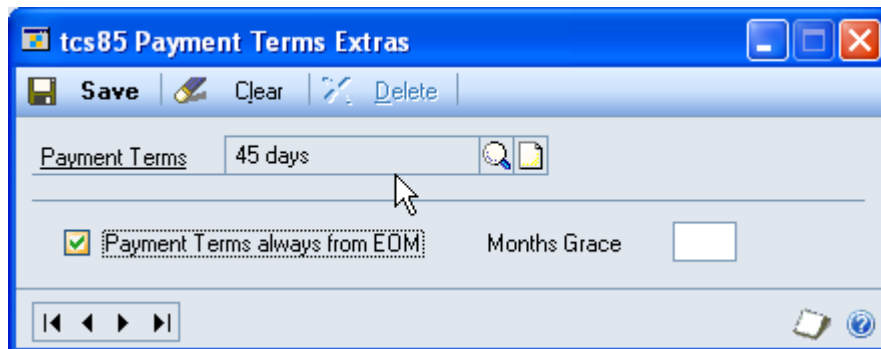 tcs85 Payment Terms Extras
Save Clear Delete
Payment Terms 45 days
Payment Terms always from EOM Months Grace